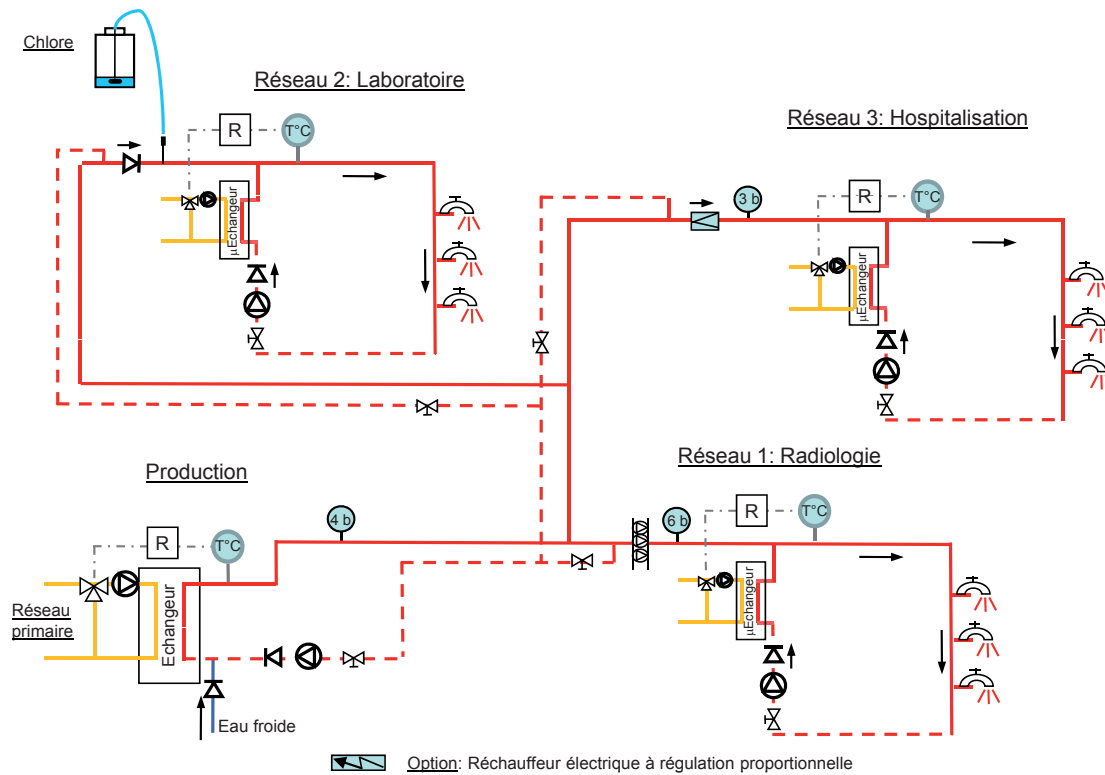 Chlore
Réseau 2: Laboratoire
R
T°C
µEchangeur
Réseau 3: Hospitalisation
3 b
R
T°C
µEchangeur
Production
R
T°C
4 b
Réseau
primaire
Echangeur
Eau froide
Réseau 1: Radiologie
6 b
R
T°C
µEchangeur
Option: Réchauffeur électrique à régulation proportionnelle